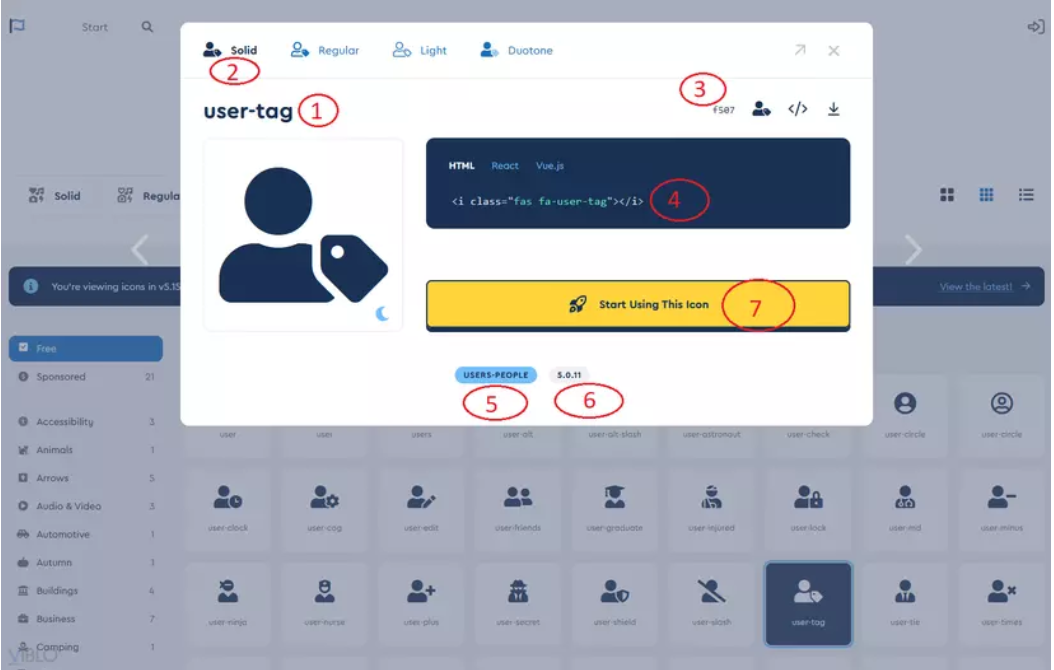 Start
Solid Regular Light Duotone
2
user-tag 1
3
f507
HTML React Vue.js
<i class="fas fa-user-tag"></i> 4
Solid Regula
You're viewing icons in v5.15
View the latest!
Start Using This Icon 7
USERS-PEOPLE 5.0.11
5 6
Free
Sponsored 21
Accessibility 3
Animals 1
Arrows 5
Audio & Video 3
Automotive 1
Autumn 1
Buildings 4
Business 7
Camping 1
user user users user-alt user-alt-slash user-astronaut user-check user-circle user-circle
user-clock user-cog user-edit user-friends user-graduate user-injured user-lock user-md user-minus
user-ninja user-nurse user-plus user-secret user-shield user-slash user-tag user-tie user-times
VIBLO